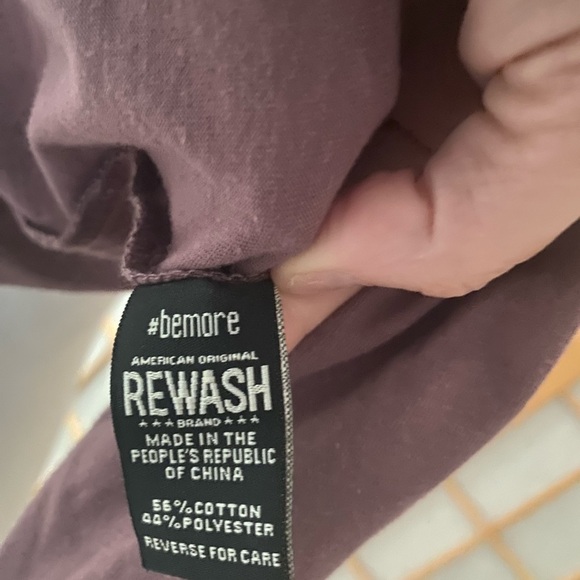 #bemore
AMERICAN ORIGINAL
REWASH
★★★BRAND★★★
MADE IN THE
PEOPLE'S REPUBLIC
OF CHINA
56%COTTON
44%POLYESTER
REVERSE FOR CARE